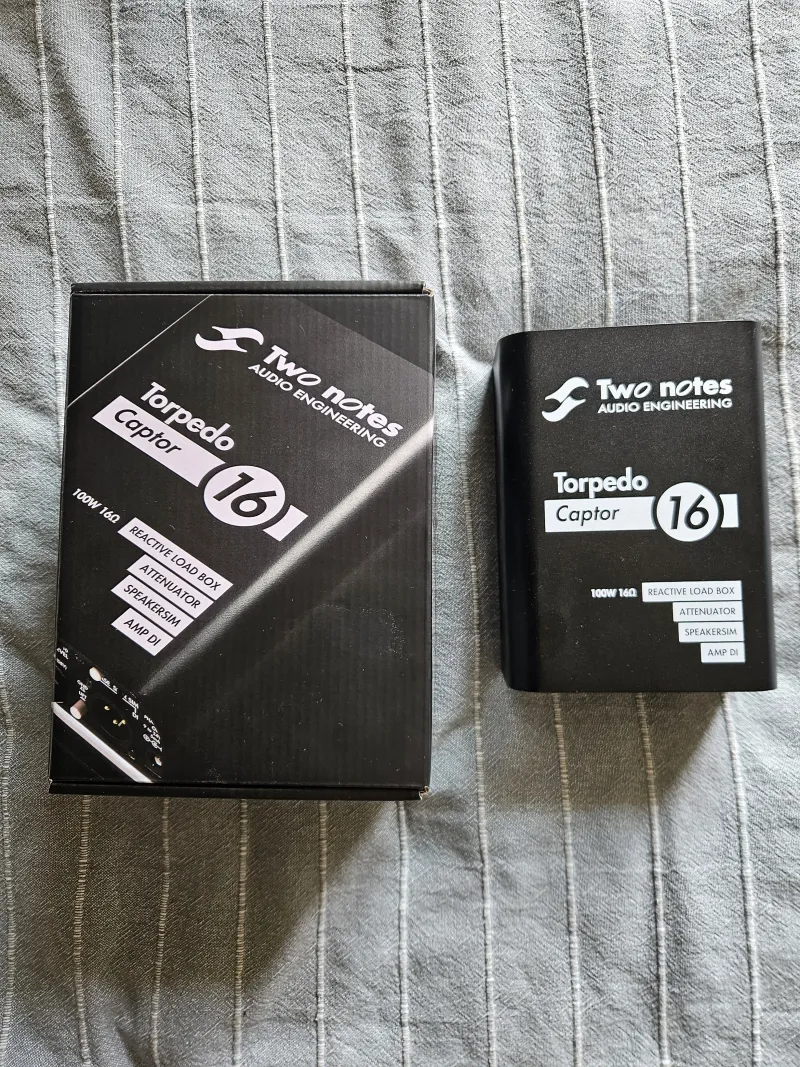 Two notes
AUDIO ENGINEERING
Torpedo
Captor 16
100W 16Ω REACTIVE LOAD BOX
ATTENUATOR
SPEAKERSIM
AMP DI
Two notes
AUDIO ENGINEERING
Torpedo
Captor 16
100W 16Ω REACTIVE LOAD BOX
ATTENUATOR
SPEAKERSIM
AMP DI